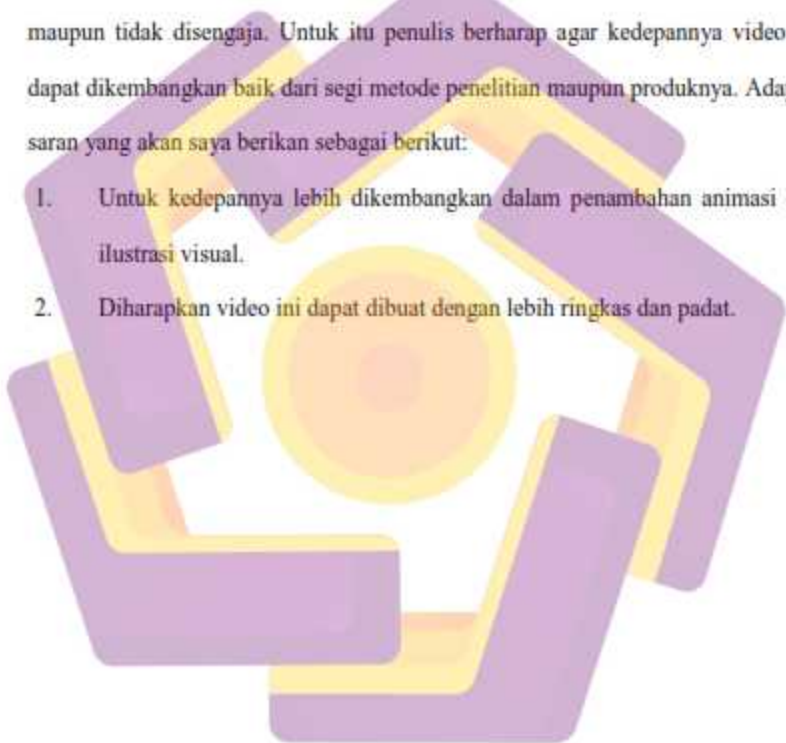 maupun tidak disengaja. Untuk itu penulis berharap agar kedepannya video
dapat dikembangkan baik dari segi metode penelitian maupun produknya.
saran yang akan saya berikan sebagai berikut:
1. Untuk kedepannya lebih dikembangkan dalam penambahan animasi
ilustrasi visual.
2. Diharapkan video ini dapat dibuat dengan lebih ringkas dan padat.